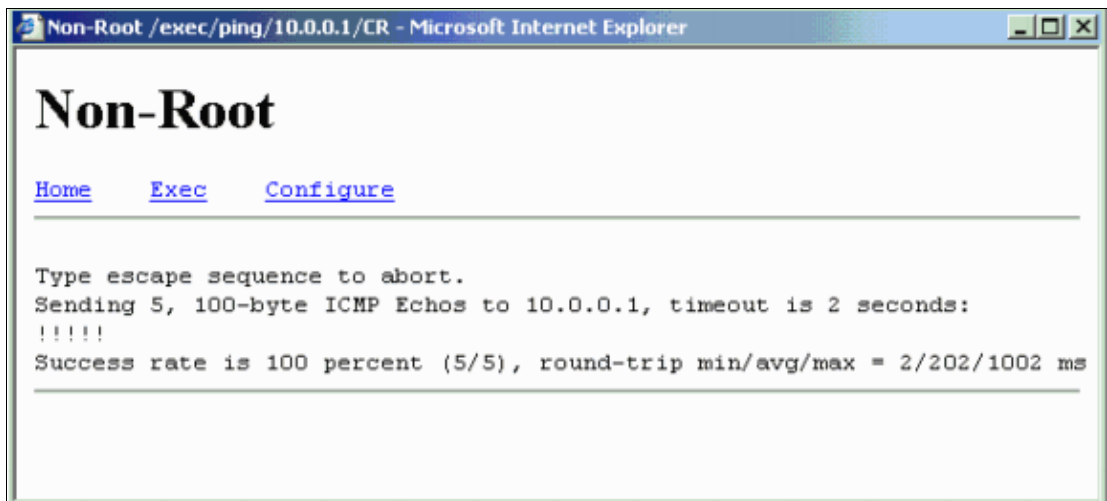 Non-Root /exec/ping/10.0.0.1/CR - Microsoft Internet Explorer
Non-Root
Home Exec Configure
Type escape sequence to abort.
Sending 5, 100-byte ICMP Echos to 10.0.0.1, timeout is 2 seconds:
!!!!!
Success rate is 100 percent (5/5), round-trip min/avg/max = 2/202/1002 ms